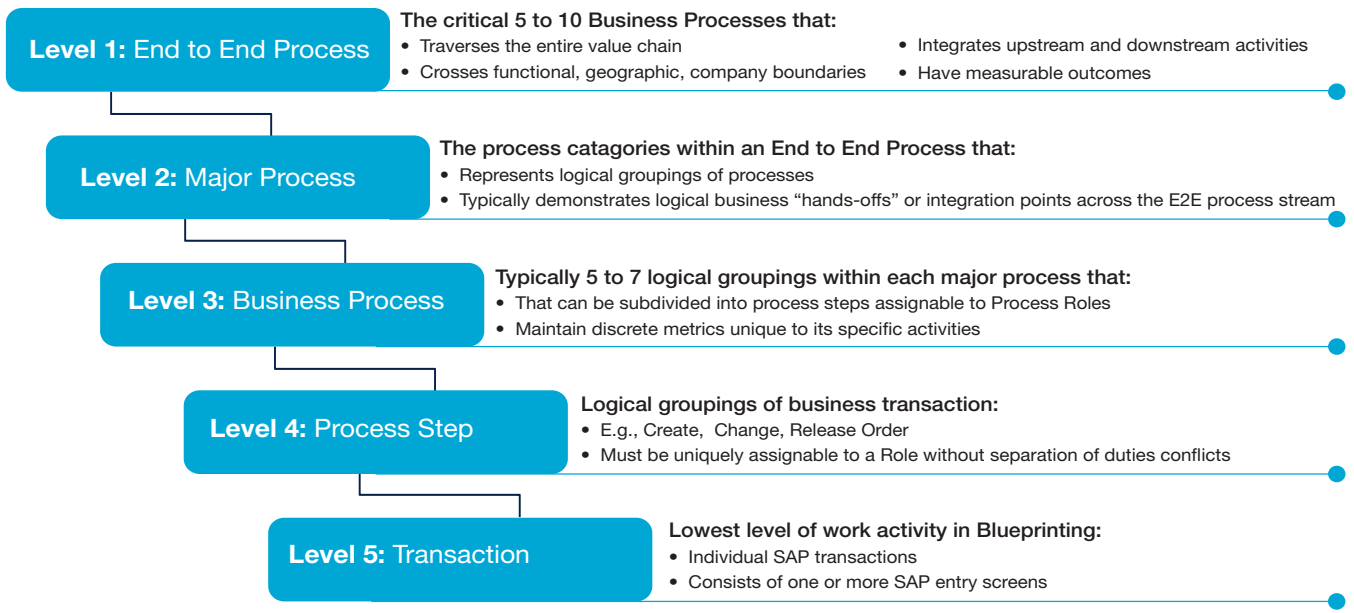 Level 1: End to End Process
The critical 5 to 10 Business Processes that:
• Traverses the entire value chain
• Crosses functional, geographic, company boundaries
• Integrates upstream and downstream activities
• Have measurable outcomes
Level 2: Major Process
The process catagories within an End to End Process that:
• Represents logical groupings of processes
• Typically demonstrates logical business “hands-offs” or integration points across the E2E process stream
Level 3: Business Process
Typically 5 to 7 logical groupings within each major process that:
• That can be subdivided into process steps assignable to Process Roles
• Maintain discrete metrics unique to its specific activities
Level 4: Process Step
Logical groupings of business transaction:
• E.g., Create, Change, Release Order
• Must be uniquely assignable to a Role without separation of duties conflicts
Level 5: Transaction
Lowest level of work activity in Blueprinting:
• Individual SAP transactions
• Consists of one or more SAP entry screens